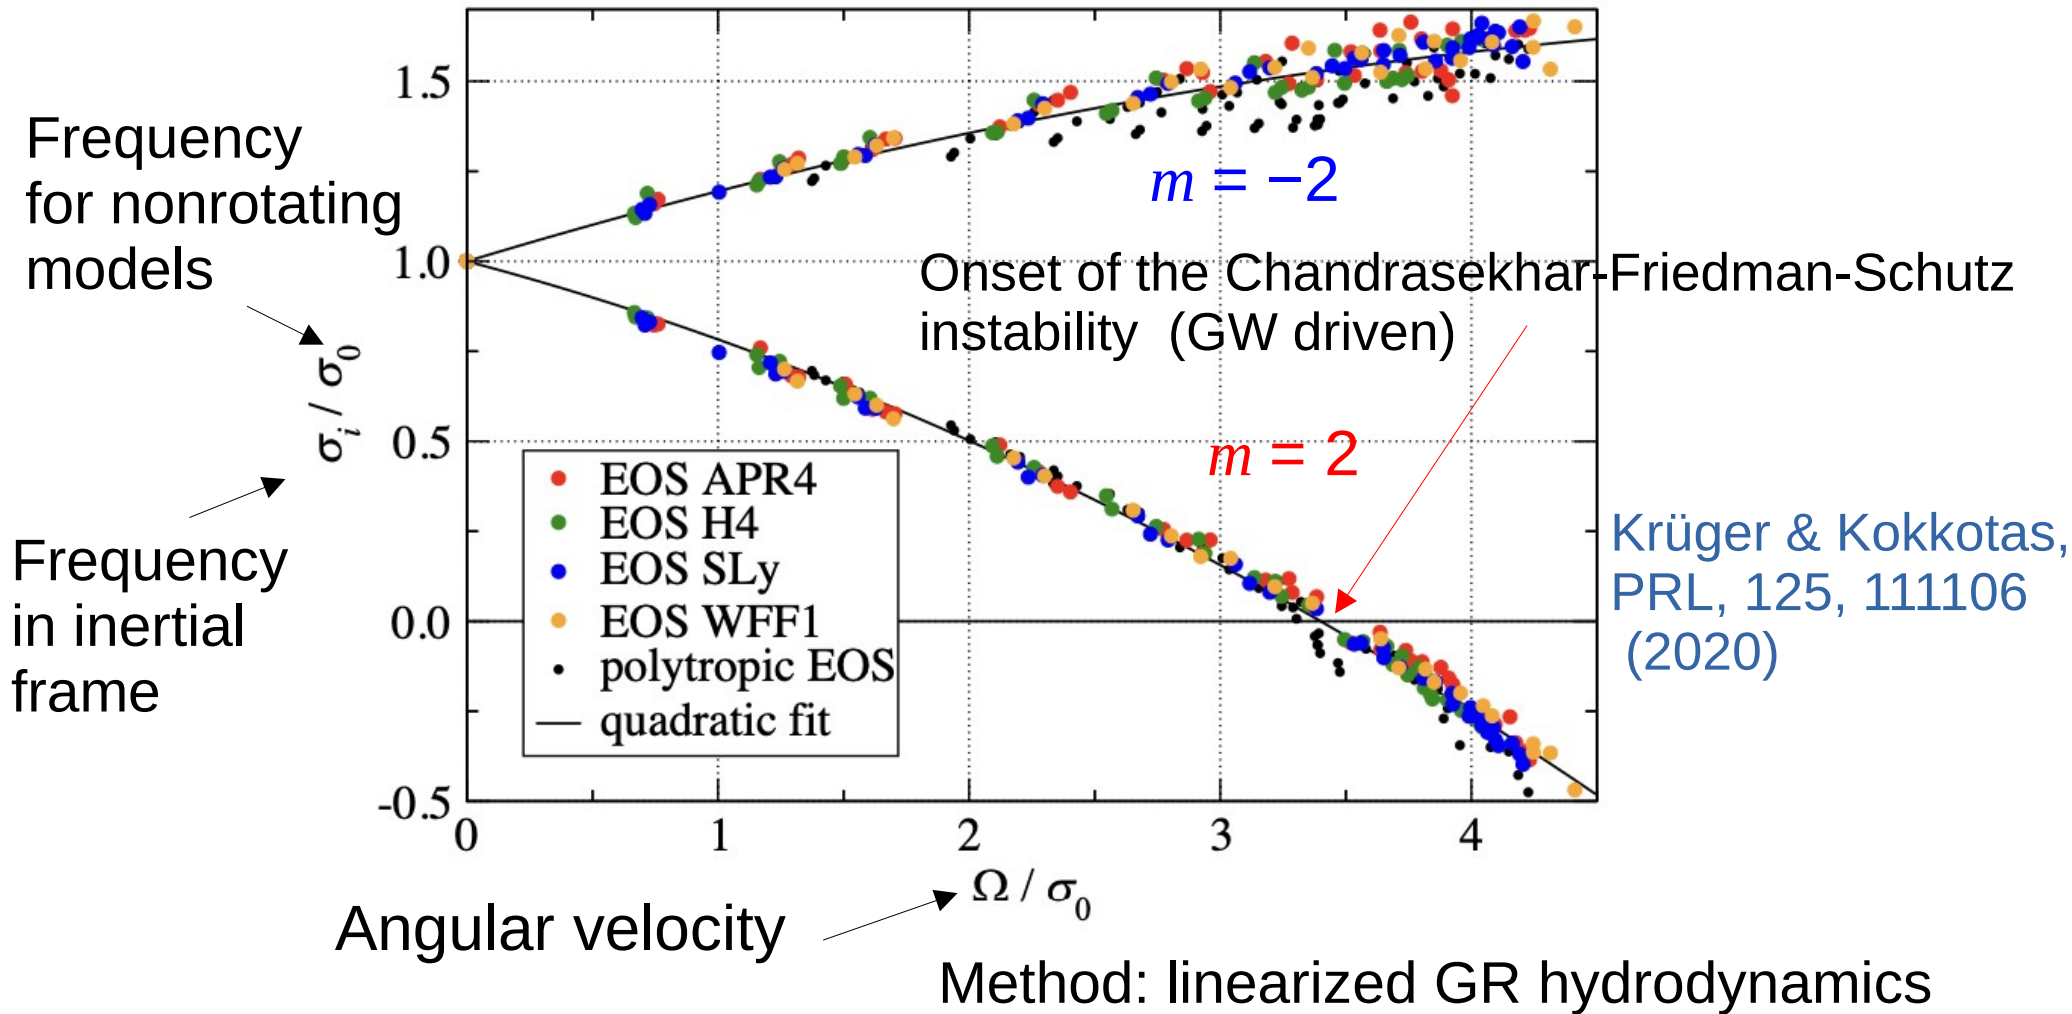 Frequency
for nonrotating
models
Frequency
in inertial
frame
σi / σ0
1.5
1.0
0.5
0.0
-0.5
m = −2
Onset of the Chandrasekhar-Friedman-Schutz
instability (GW driven)
m = 2
EOS APR4
EOS H4
EOS SLy
EOS WFF1
polytropic EOS
quadratic fit
Krüger & Kokkotas,
PRL, 125, 111106
(2020)
0 1 2 3 4
Ω / σ0
Angular velocity
Method: linearized GR hydrodynamics